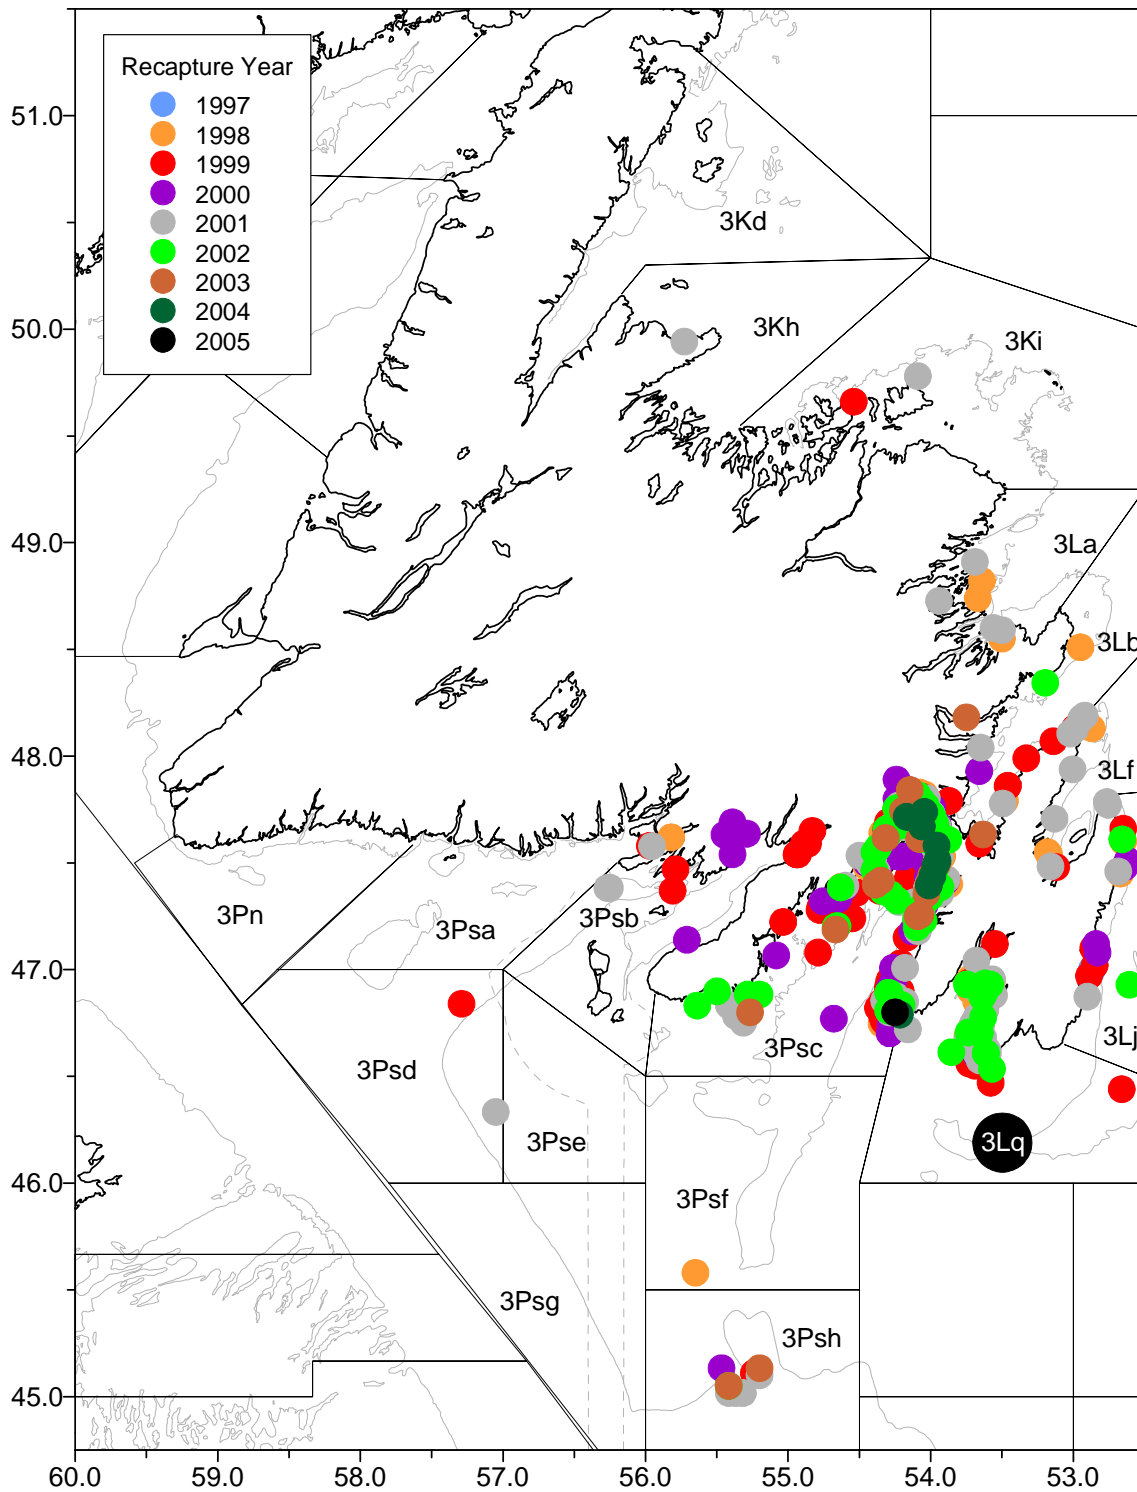 Recapture Year
1997
1998
1999
2000
2001
2002
2003
2004
2005
51.0
50.0
49.0
48.0
47.0
46.0
45.0
3Kd
3Kh
3Ki
3La
3Lb
3Lf
3Pn
3Psa
3Psb
3Psc
3Lj
3Psd
3Pse
3Lq
3Psf
3Psg
3Psh
60.0 59.0 58.0 57.0 56.0 55.0 54.0 53.0